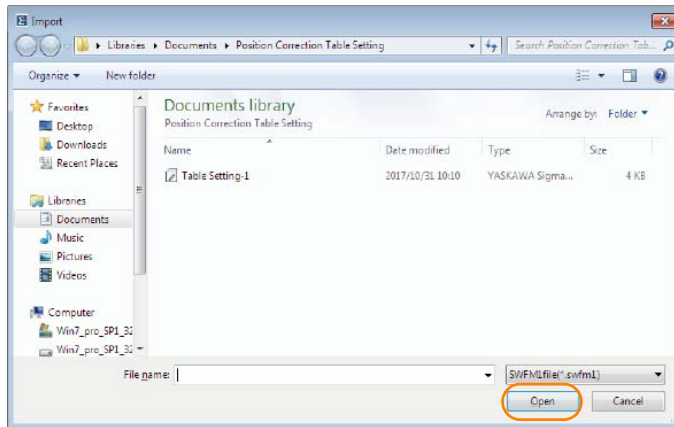 Import
Libraries ▸ Documents ▸ Position Correction Table Setting
Search Position Correction Tab...
Organize ▾ New folder
Favorites
Desktop
Downloads
Recent Places
Libraries
Documents
Music
Pictures
Videos
Computer
Win7_pro_SP1_32
Win7_pro_SP1_32
Documents library
Position Correction Table Setting
Arrange by: Folder ▾
Name Date modified Type Size
Table Setting-1 2017/10/31 10:10 YASKAWA Sigma... 4 KB
File name:
SWFM1file(*.swfm1)
Open Cancel